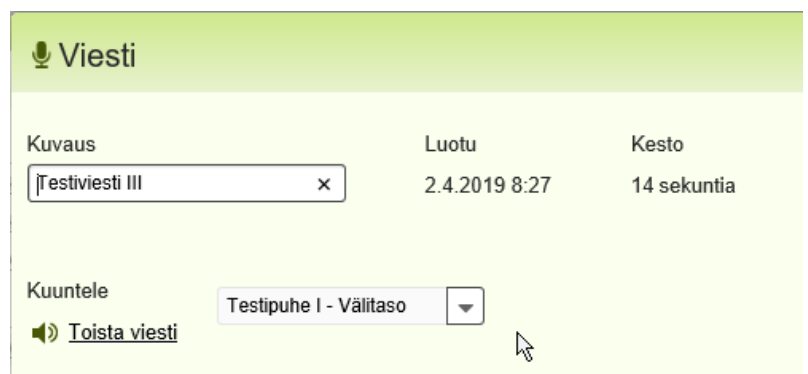 Viesti
Kuvaus Luotu Kesto
Testiviesti III × 2.4.2019 8:27 14 sekuntia
Kuuntele
Testipuhe I - Välitaso
Toista viesti